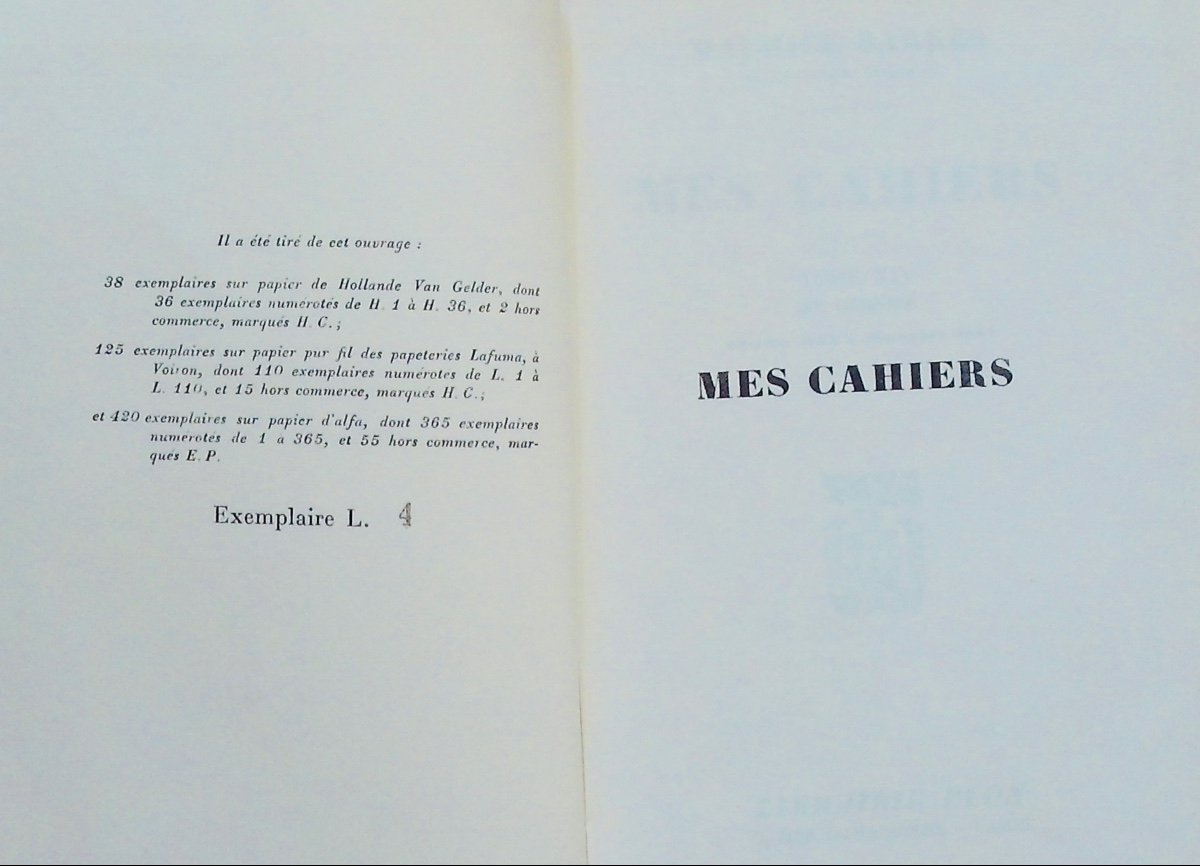 Il a été tiré de cet ouvrage :
38 exemplaires sur papier de Hollande Van Gelder, dont
36 exemplaires numérotés de H. 1 à H. 36, et 2 hors
commerce, marqués H. C.;
125 exemplaires sur papier pur fil des papeteries Lafuma, à
Voiron, dont 110 exemplaires numérotés de L. 1 à
L. 110, et 15 hors commerce, marqués H. C.;
et 420 exemplaires sur papier d'alfa, dont 365 exemplaires
numérotés de 1 à 365, et 55 hors commerce, mar-
qués E. P.
Exemplaire L. 4
MES CAHIERS
MES CAHIERS